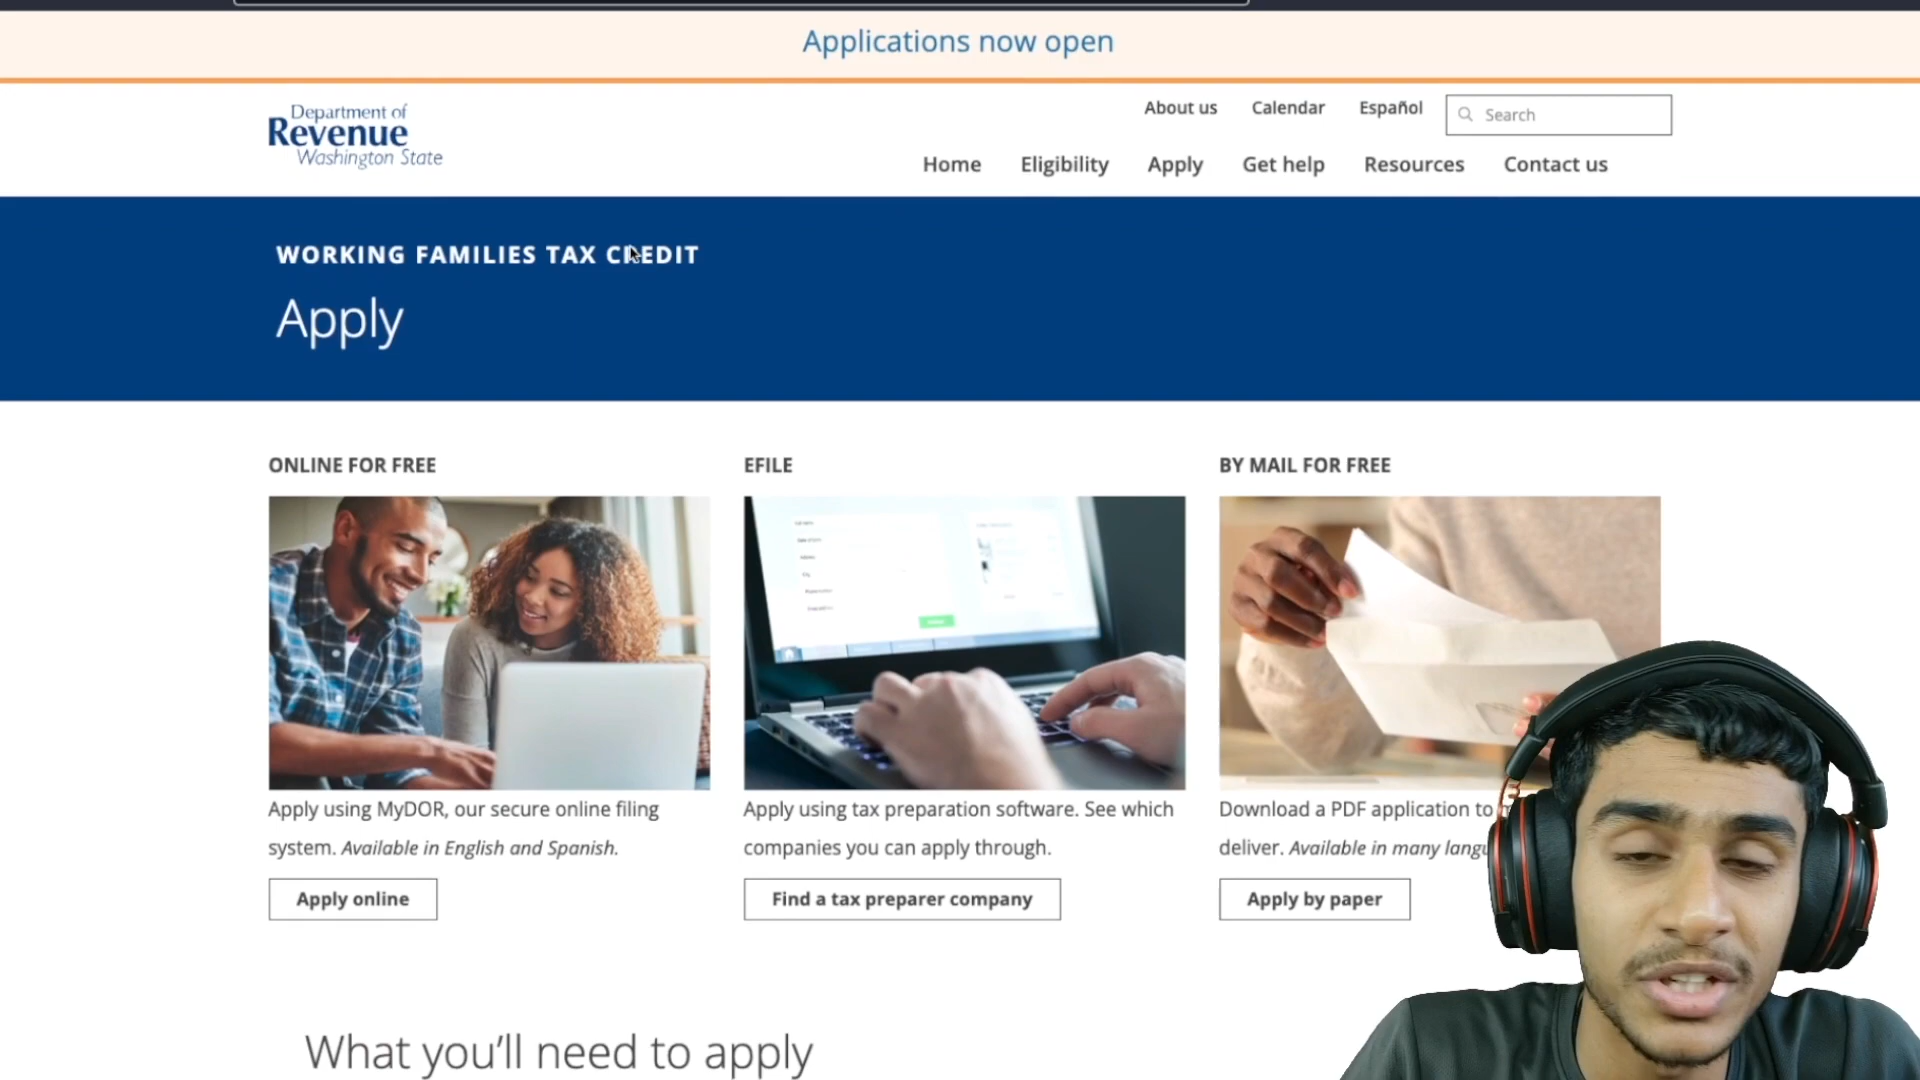 Applications now open
Department of
Revenue
Washington State
About us Calendar Español Search
Home Eligibility Apply Get help Resources Contact us
WORKING FAMILIES TAX CREDIT
Apply
ONLINE FOR FREE
Apply using MyDOR, our secure online filing
system. Available in English and Spanish.
Apply online
EFILE
Apply using tax preparation software. See which
companies you can apply through.
Find a tax preparer company
BY MAIL FOR FREE
Download a PDF application to
deliver. Available in many
Apply by paper
What you'll need to apply